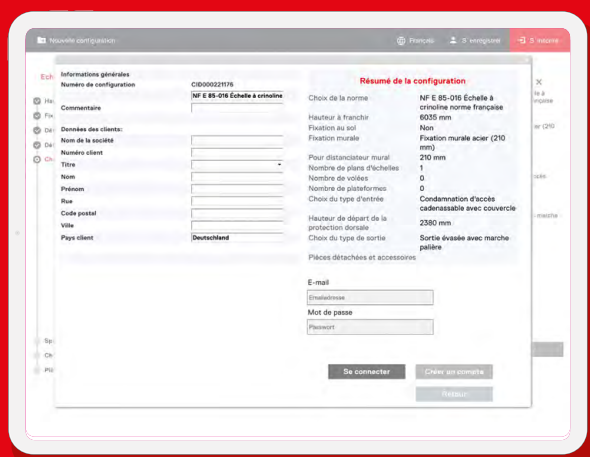 Nouvelle configuration
Français
S'enregistrer
S'inscrire
Informations générales
Numéro de configuration CID000221176
NF E 85-016 Échelle à crinoline
Commentaire
Données des clients:
Nom de la société
Numéro client
Titre
Nom
Prénom
Rue
Code postal
Ville
Pays client Deutschland
Résumé de la configuration
Choix de la norme NF E 85-016 Échelle à
crinoline norme française
Hauteur à franchir 6035 mm
Fixation au sol Non
Fixation murale Fixation murale acier (210
mm)
Pour distanciateur mural 210 mm
Nombre de plans d'échelles 1
Nombre de volées 0
Nombre de plateformes 0
Choix du type d'entrée Condamnation d'accès
cadenassable avec couvercle
Hauteur de départ de la
protection dorsale 2380 mm
Choix du type de sortie Sortie évasée avec marche
palière
Pièces détachées et accessoires
E-mail
Emailadresse
Mot de passe
Passwort
Se connecter
Créer un compte
Retour